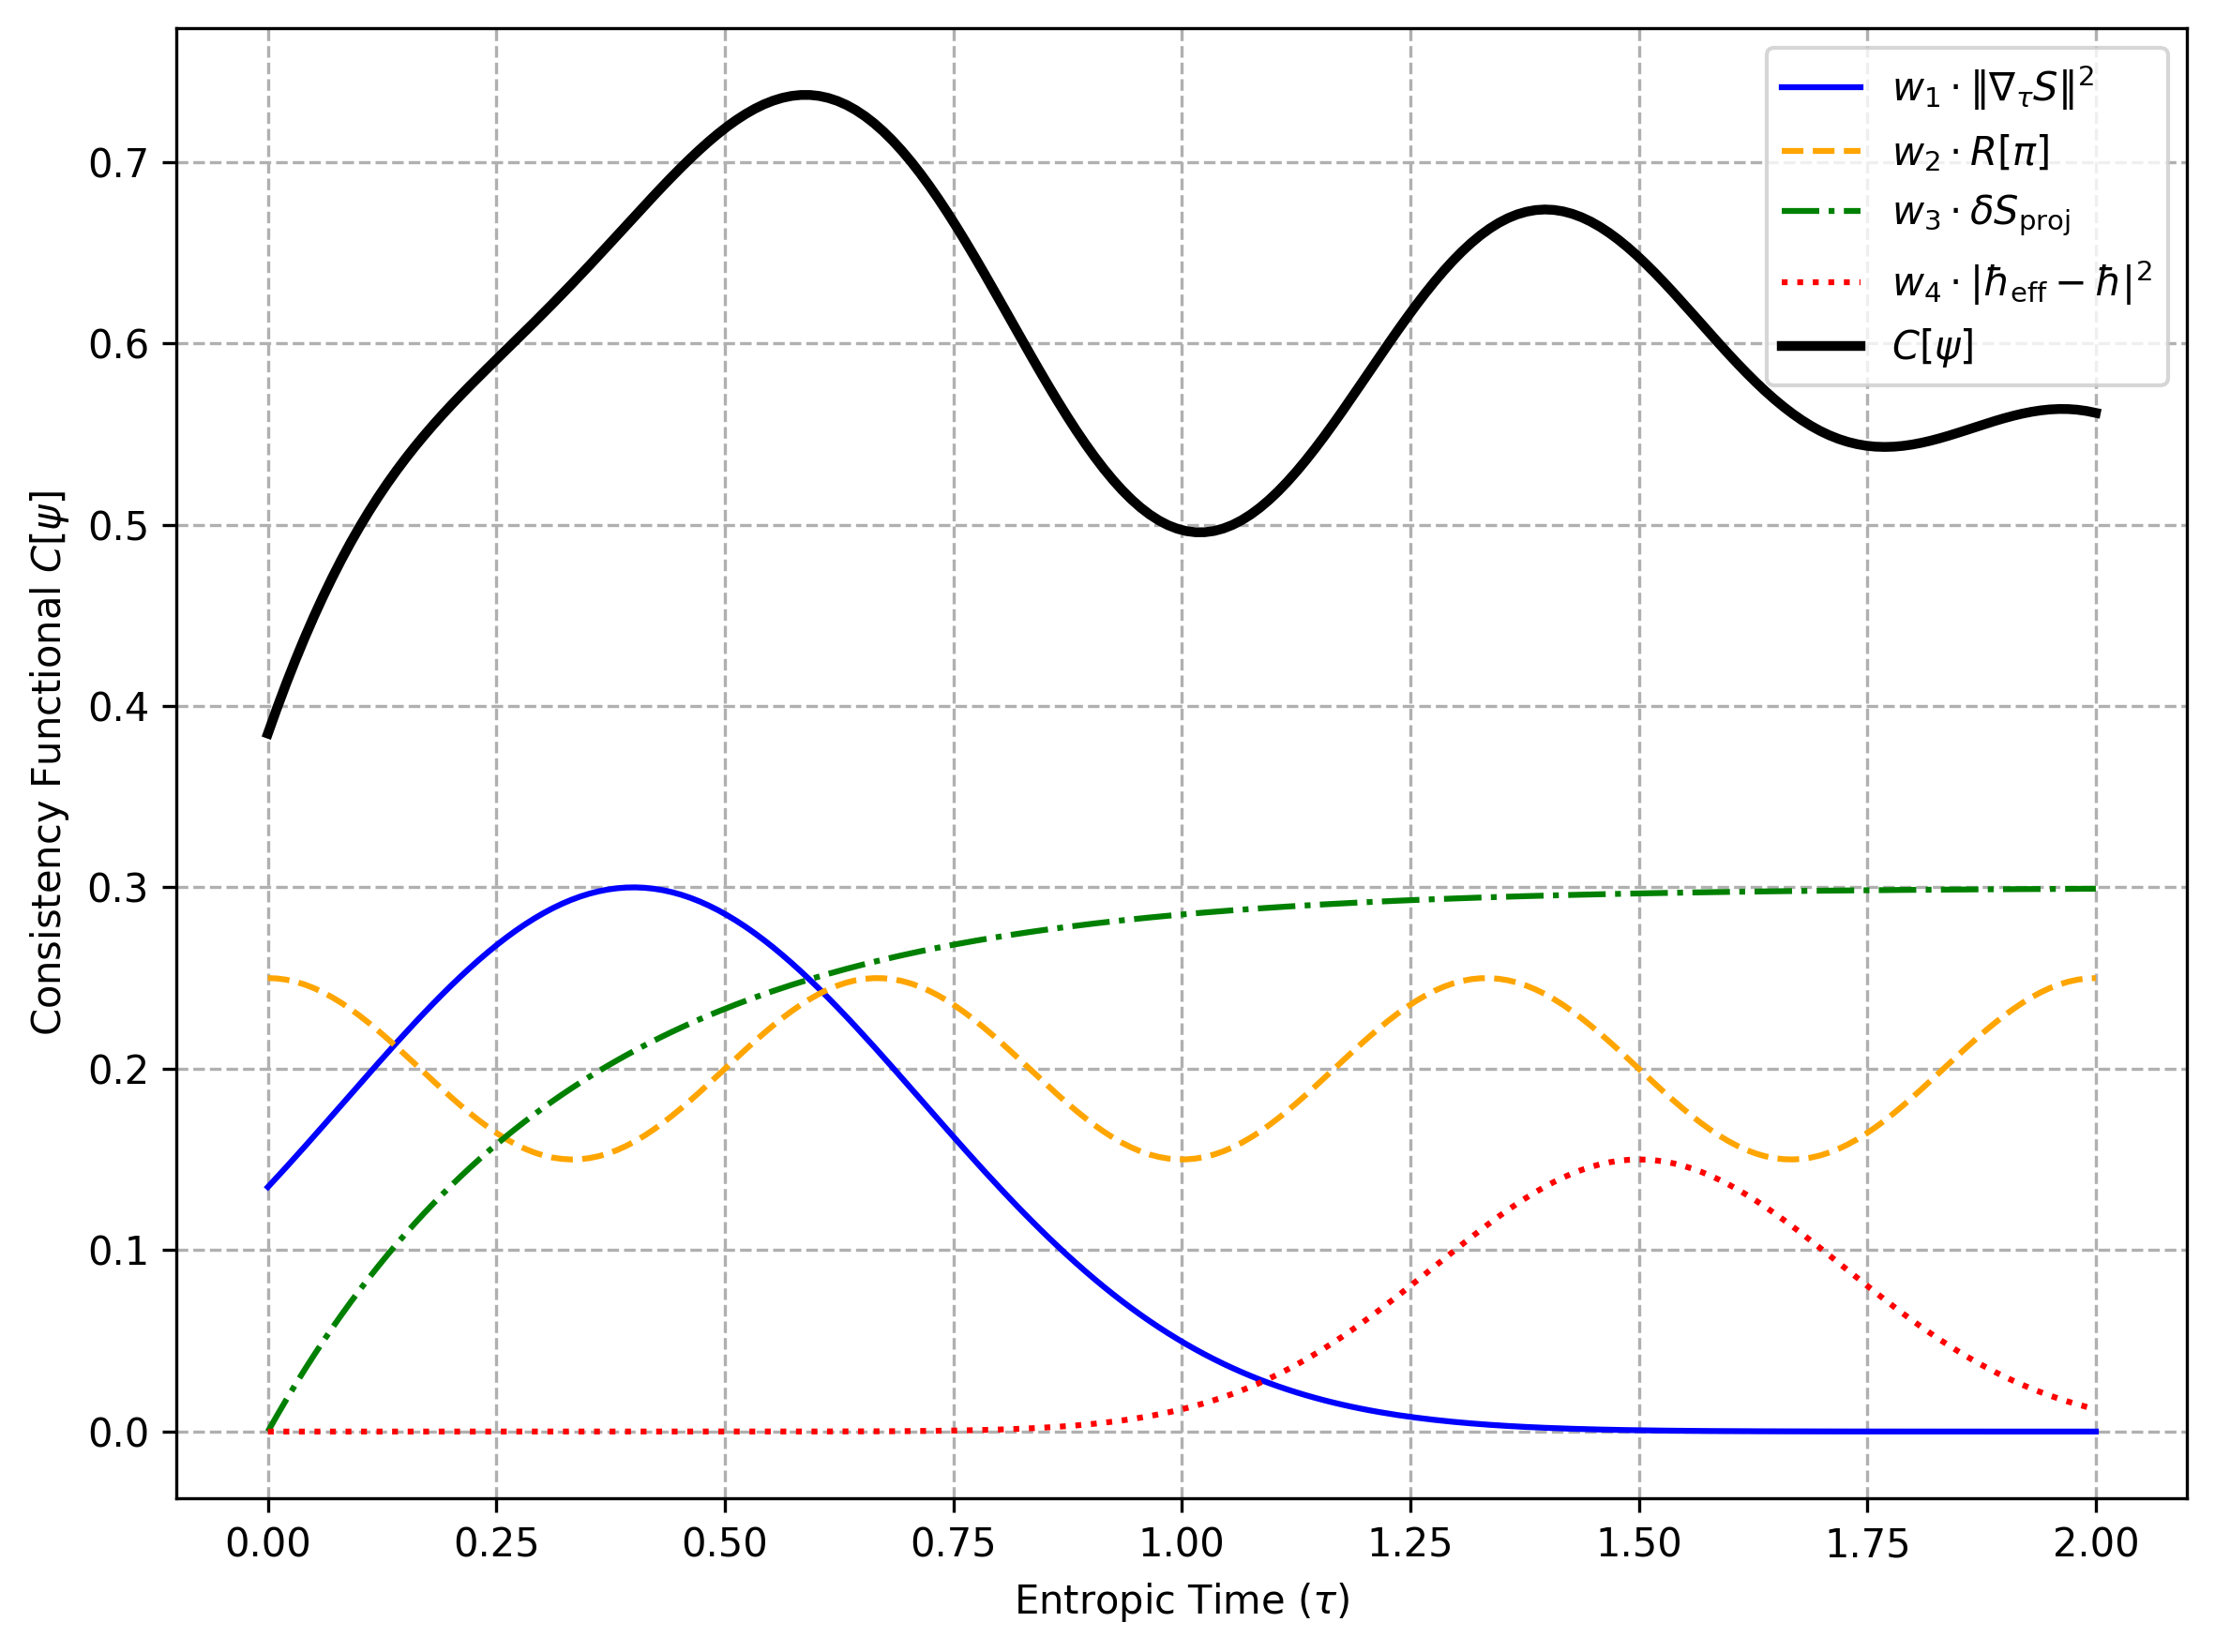 w₁ · ‖∇τS‖²
w₂ · R[π]
w₃ · δSproj
w₄ · |ħeff − ħ|²
C[ψ]
Consistency Functional C[ψ]
0.7
0.6
0.5
0.4
0.3
0.2
0.1
0.0
0.00 0.25 0.50 0.75 1.00 1.25 1.50 1.75 2.00
Entropic Time (τ)